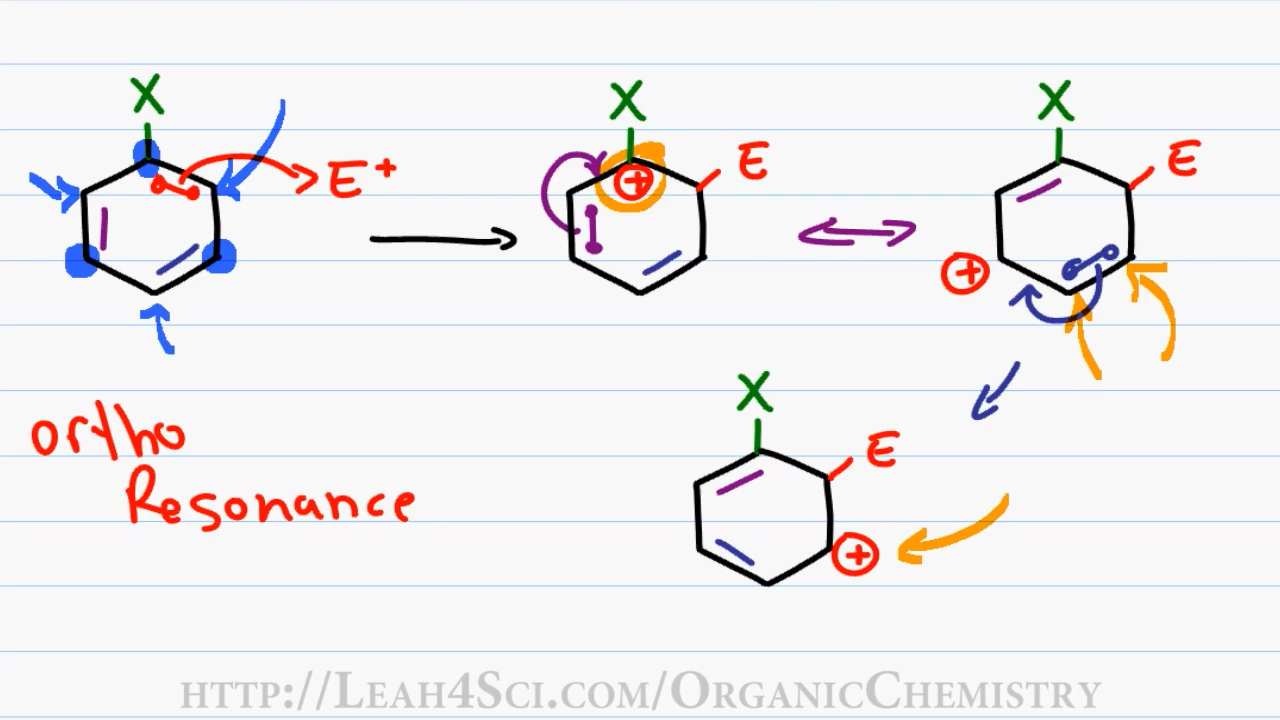 X
X
X
E+
E
E
+
+
X
E
+
ortho
Resonance
http://Leah4Sci.com/OrganicChemistry